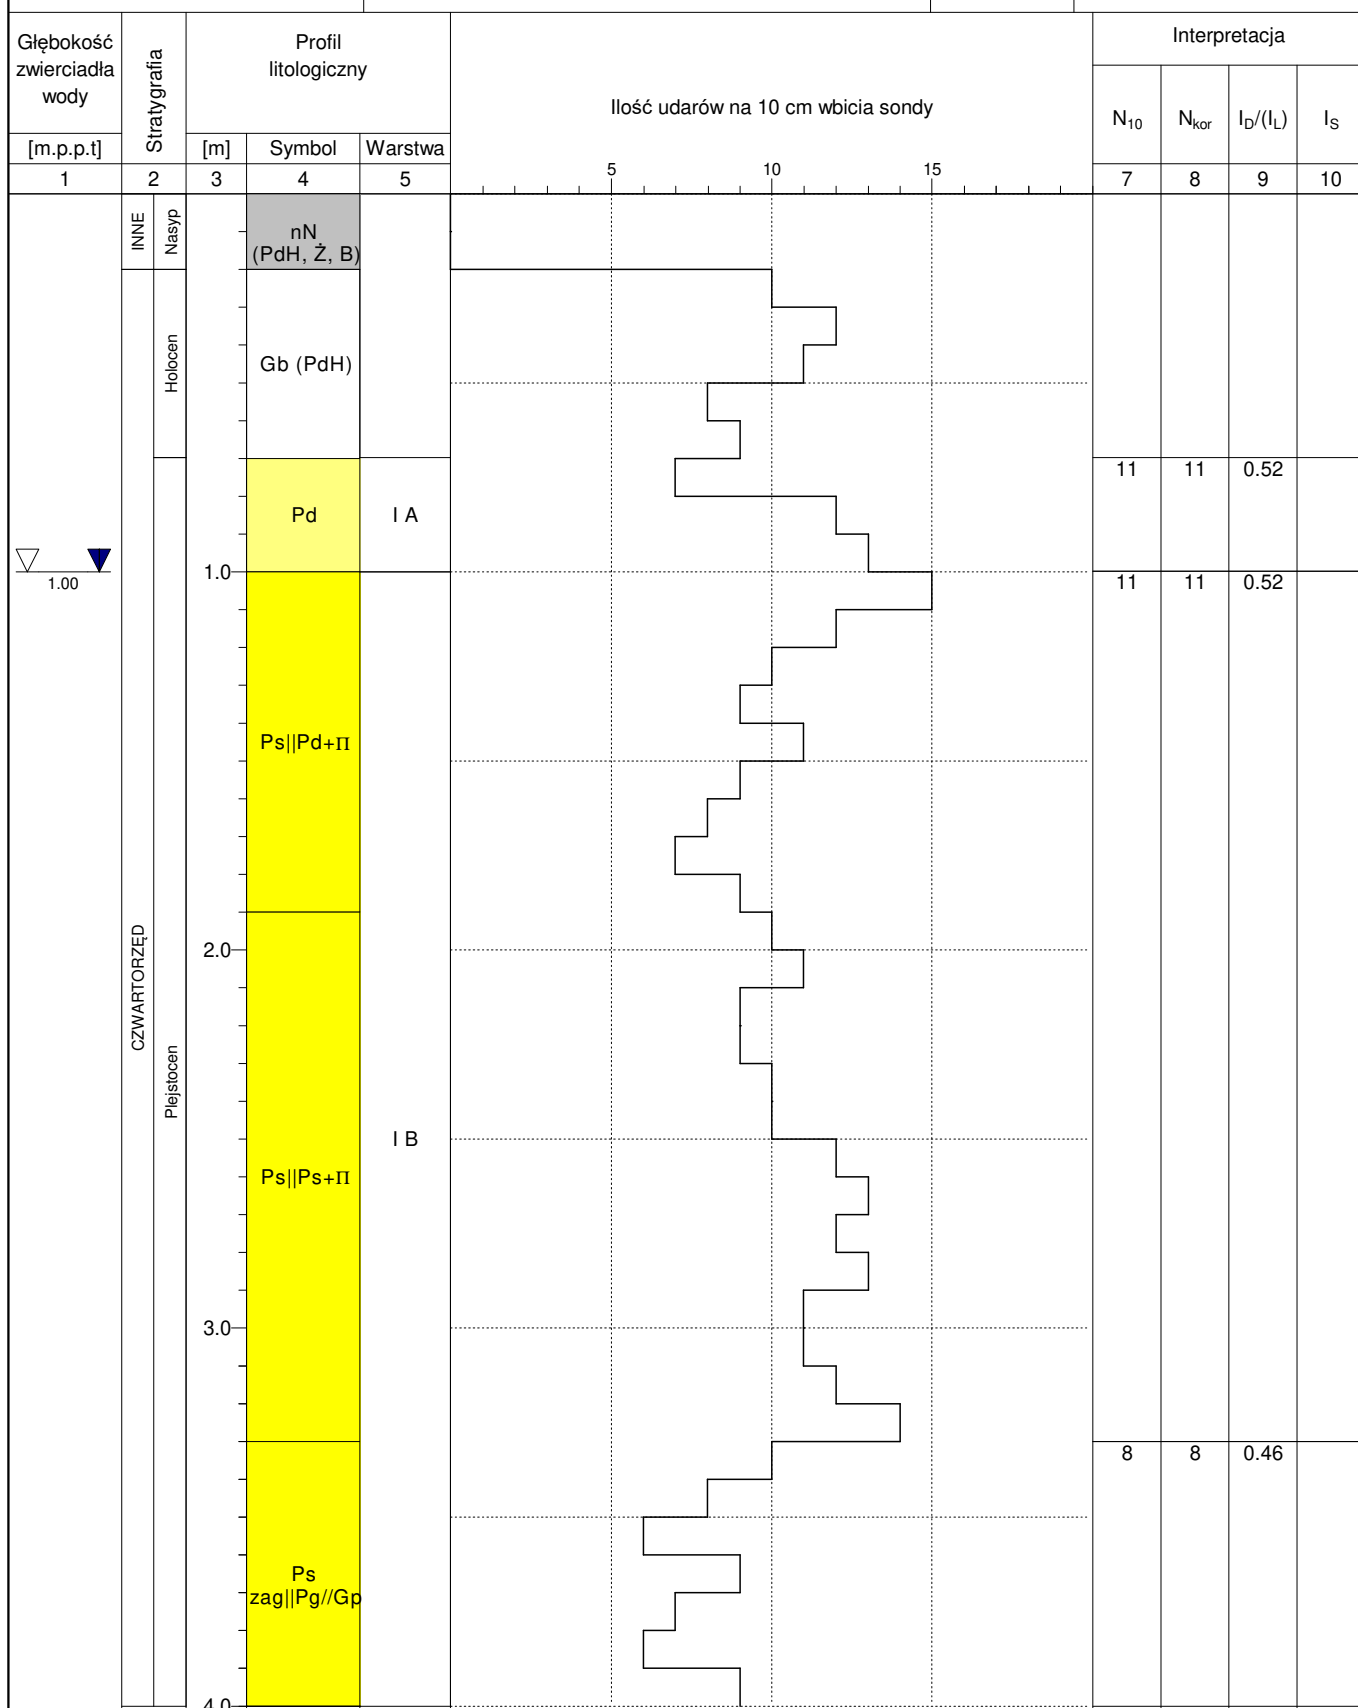 Głębokość
zwierciadła
wody
[m.p.p.t]
1
Stratygrafia
2
Profil
litologiczny
[m]
Symbol
Warstwa
3
4
5
Ilość udarów na 10 cm wbicia sondy
5
10
15
Interpretacja
N10
Nkor
ID/(IL)
IS
7
8
9
10
INNE
Nasyp
nN
(PdH, Ż, B)
Holocen
Gb (PdH)
Pd
I A
11
11
0.52
1.00
1.0
11
11
0.52
Ps||Pd+Π
CZWARTORZĘD
2.0
Plejstocen
I B
Ps||Ps+Π
3.0
8
8
0.46
Ps
zag||Pg//Gp
4.0